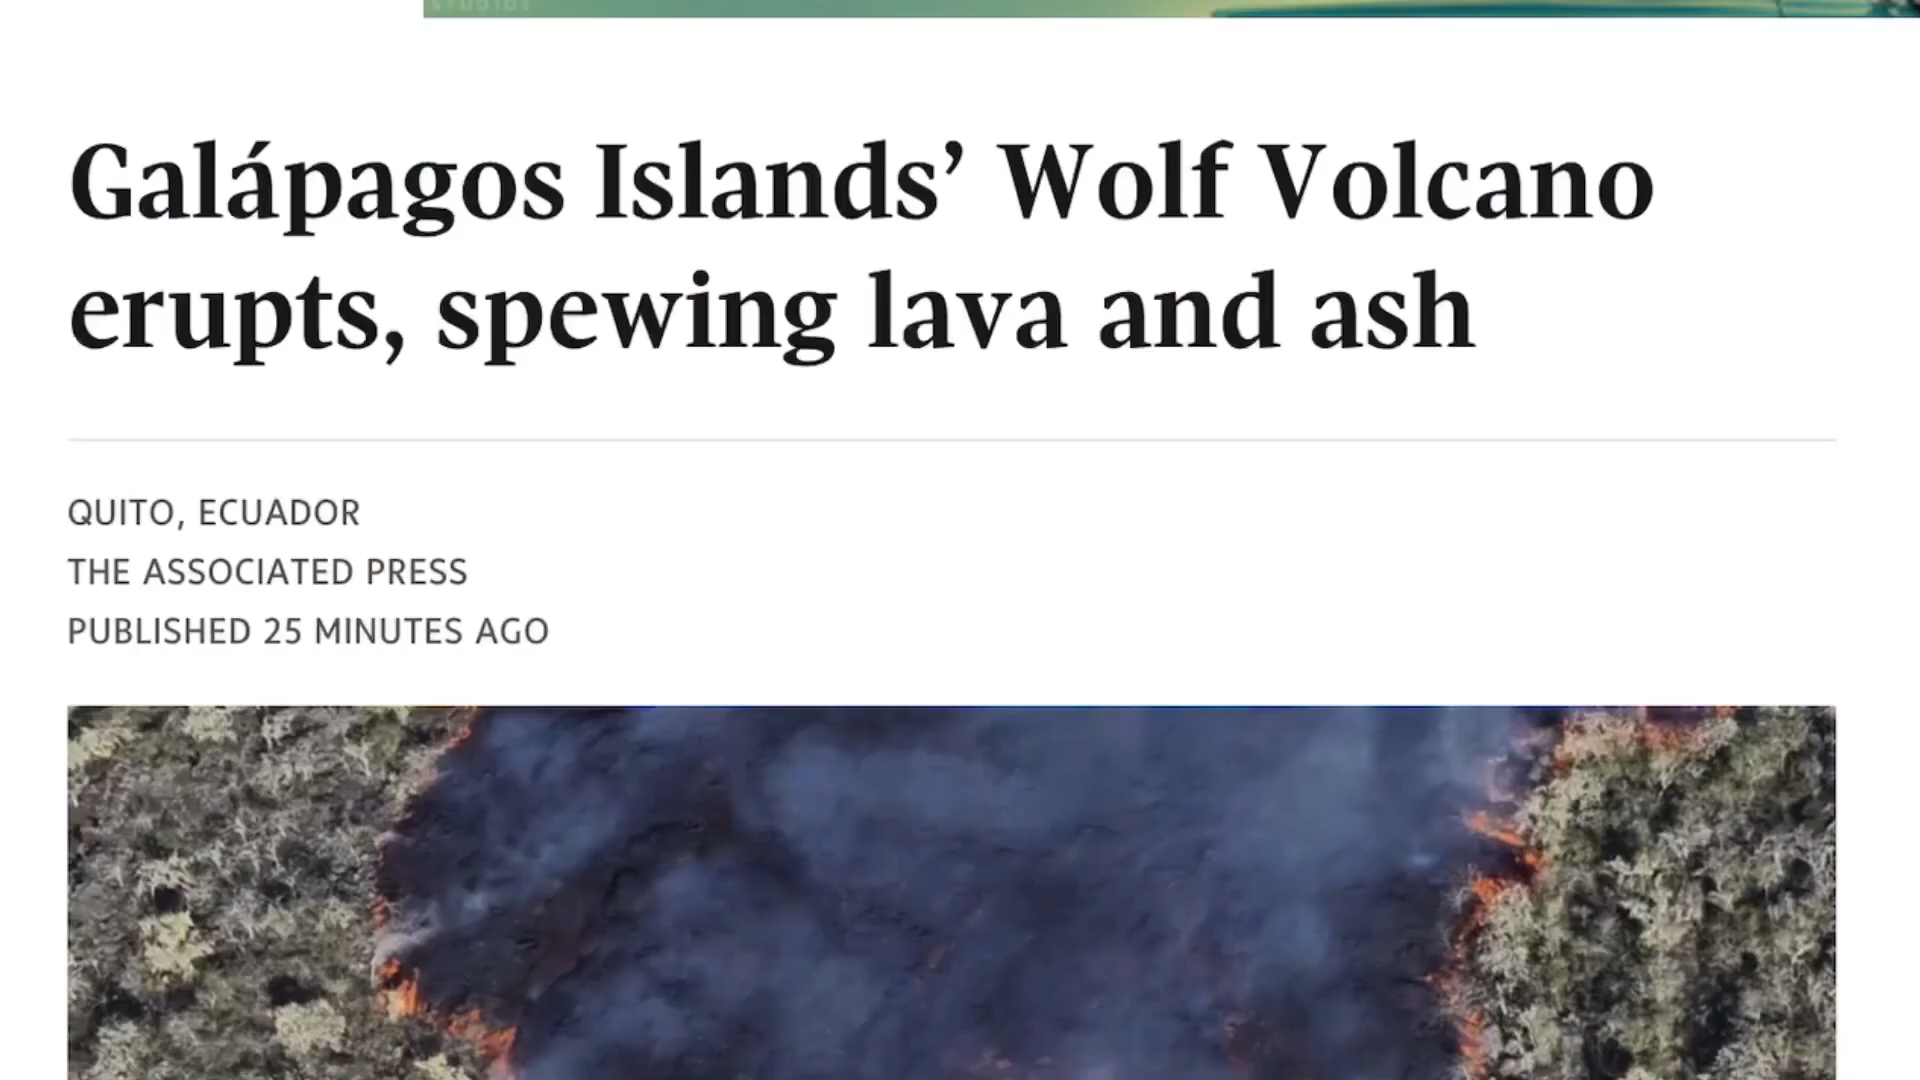 Galápagos Islands’ Wolf Volcano
erupts, spewing lava and ash
QUITO, ECUADOR
THE ASSOCIATED PRESS
PUBLISHED 25 MINUTES AGO